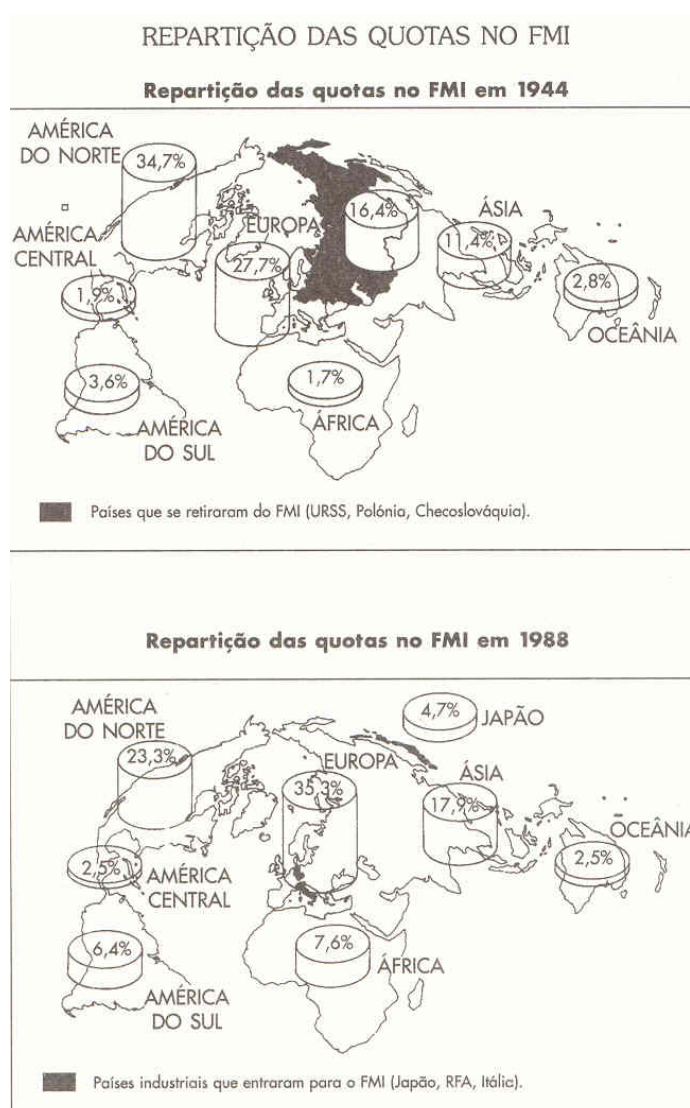 REPARTIÇÃO DAS QUOTAS NO FMI
Repartição das quotas no FMI em 1944
AMÉRICA
DO NORTE
34,7%
EUROPA
16,4%
ÁSIA
11,4%
AMÉRICA
CENTRAL
27,7%
1,9%
2,8%
OCEÂNIA
3,6%
1,7%
AMÉRICA
DO SUL
ÁFRICA
Países que se retiraram do FMI (URSS, Polónia, Checoslováquia).
Repartição das quotas no FMI em 1988
AMÉRICA
DO NORTE
4,7%
JAPÃO
23,3%
EUROPA
35,3%
ÁSIA
17,9%
OCEÂNIA
2,5%
AMÉRICA
CENTRAL
2,5%
6,4%
7,6%
ÁFRICA
AMÉRICA
DO SUL
Países industriais que entraram para o FMI (Japão, RFA, Itália).